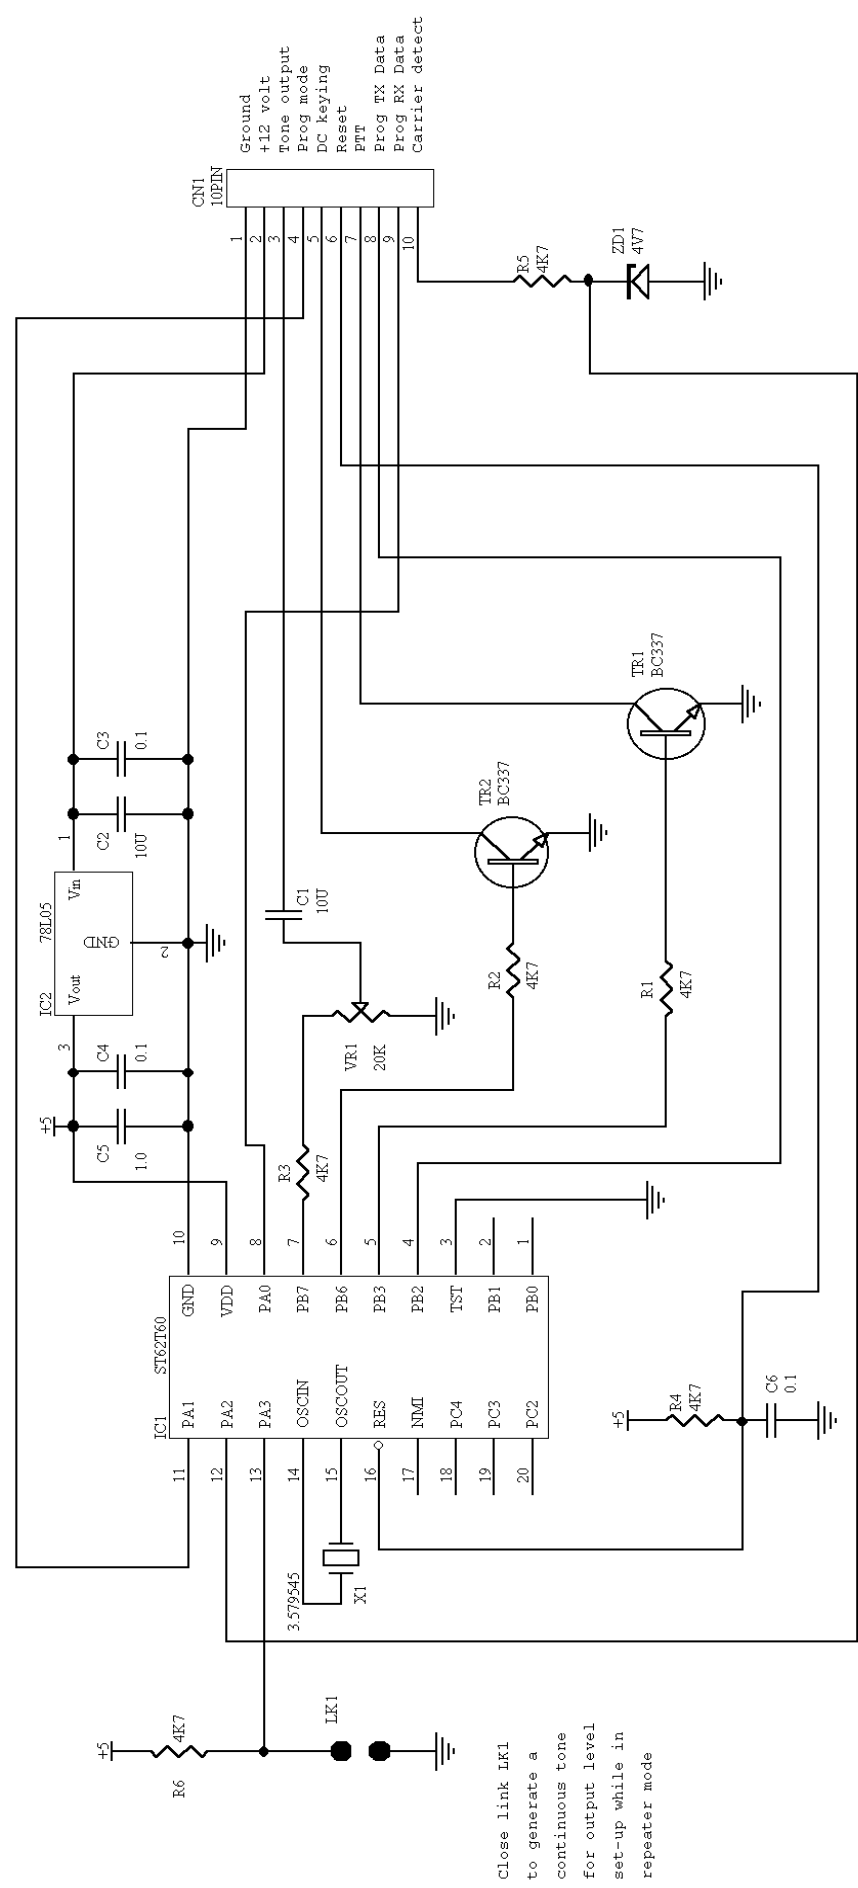 Ground
+12 volt
Tone output
Prog mode
DC keying
Reset
PTT
Prog TX Data
Prog RX Data
Carrier detect
CN1
10PIN
1
2
3
4
5
6
7
8
9
10
R5
4K7
ZD1
4V7
TR1
BC337
TR2
BC337
C3
0.1
C2
10U
1
Vin
78L05
GND
2
Vout
IC2
3
C4
0.1
+5
C5
1.0
C1
10U
VR1
20K
R2
4K7
R1
4K7
R3
4K7
10
9
8
7
6
5
4
3
2
1
GND
VDD
PA0
PB7
PB6
PB3
PB2
TST
PB1
PB0
ST62T60
IC1
PA1
PA2
PA3
OSCIN
OSCOUT
RES
NMI
PC4
PC3
PC2
11
12
13
14
15
16
17
18
19
20
3.579545
X1
+5
R4
4K7
C6
0.1
+5
R6
4K7
LK1
Close link LK1
to generate a
continuous tone
for output level
set-up while in
repeater mode